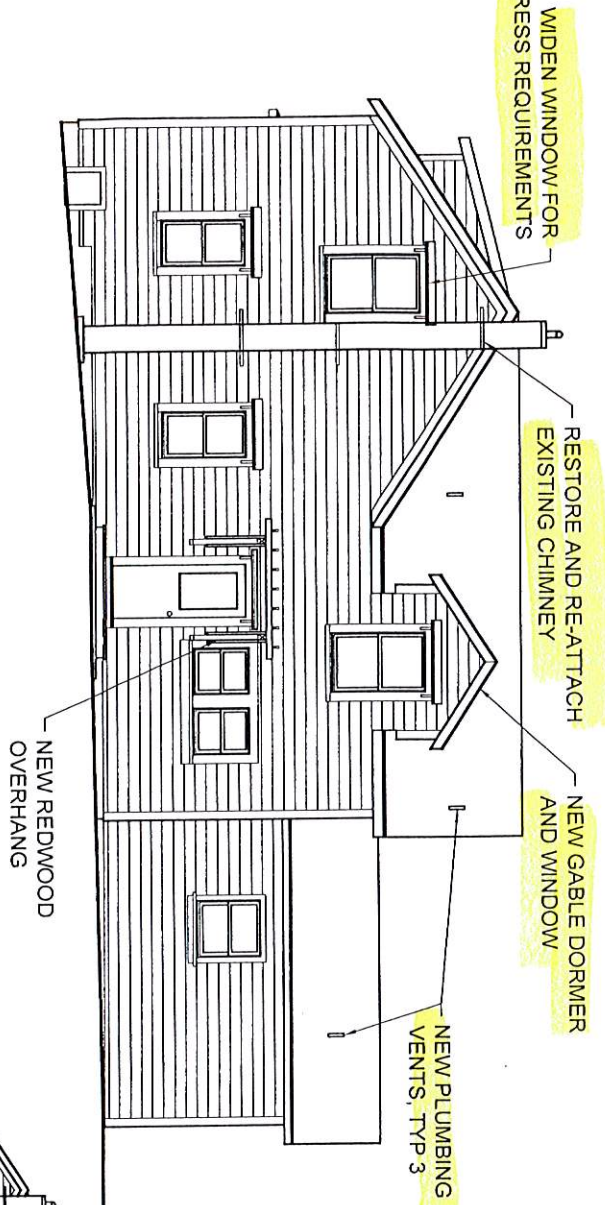 WIDEN WINDOW FOR
RESS REQUIREMENTS
RESTORE AND RE-ATTACH
EXISTING CHIMNEY
NEW GABLE DORMER
AND WINDOW
NEW PLUMBING
VENTS, TYP 3
NEW REDWOOD
OVERHANG